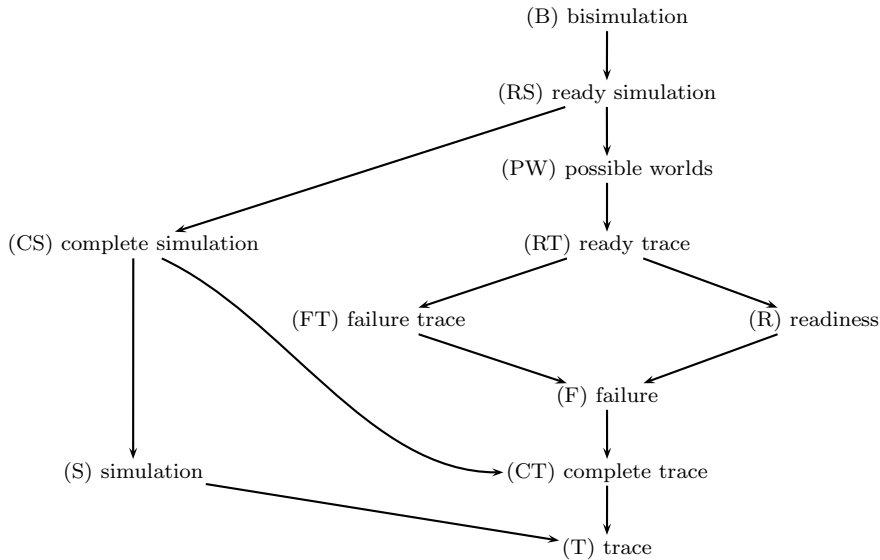 (B) bisimulation
(RS) ready simulation
(PW) possible worlds
(CS) complete simulation
(RT) ready trace
(FT) failure trace
(R) readiness
(F) failure
(S) simulation
(CT) complete trace
(T) trace